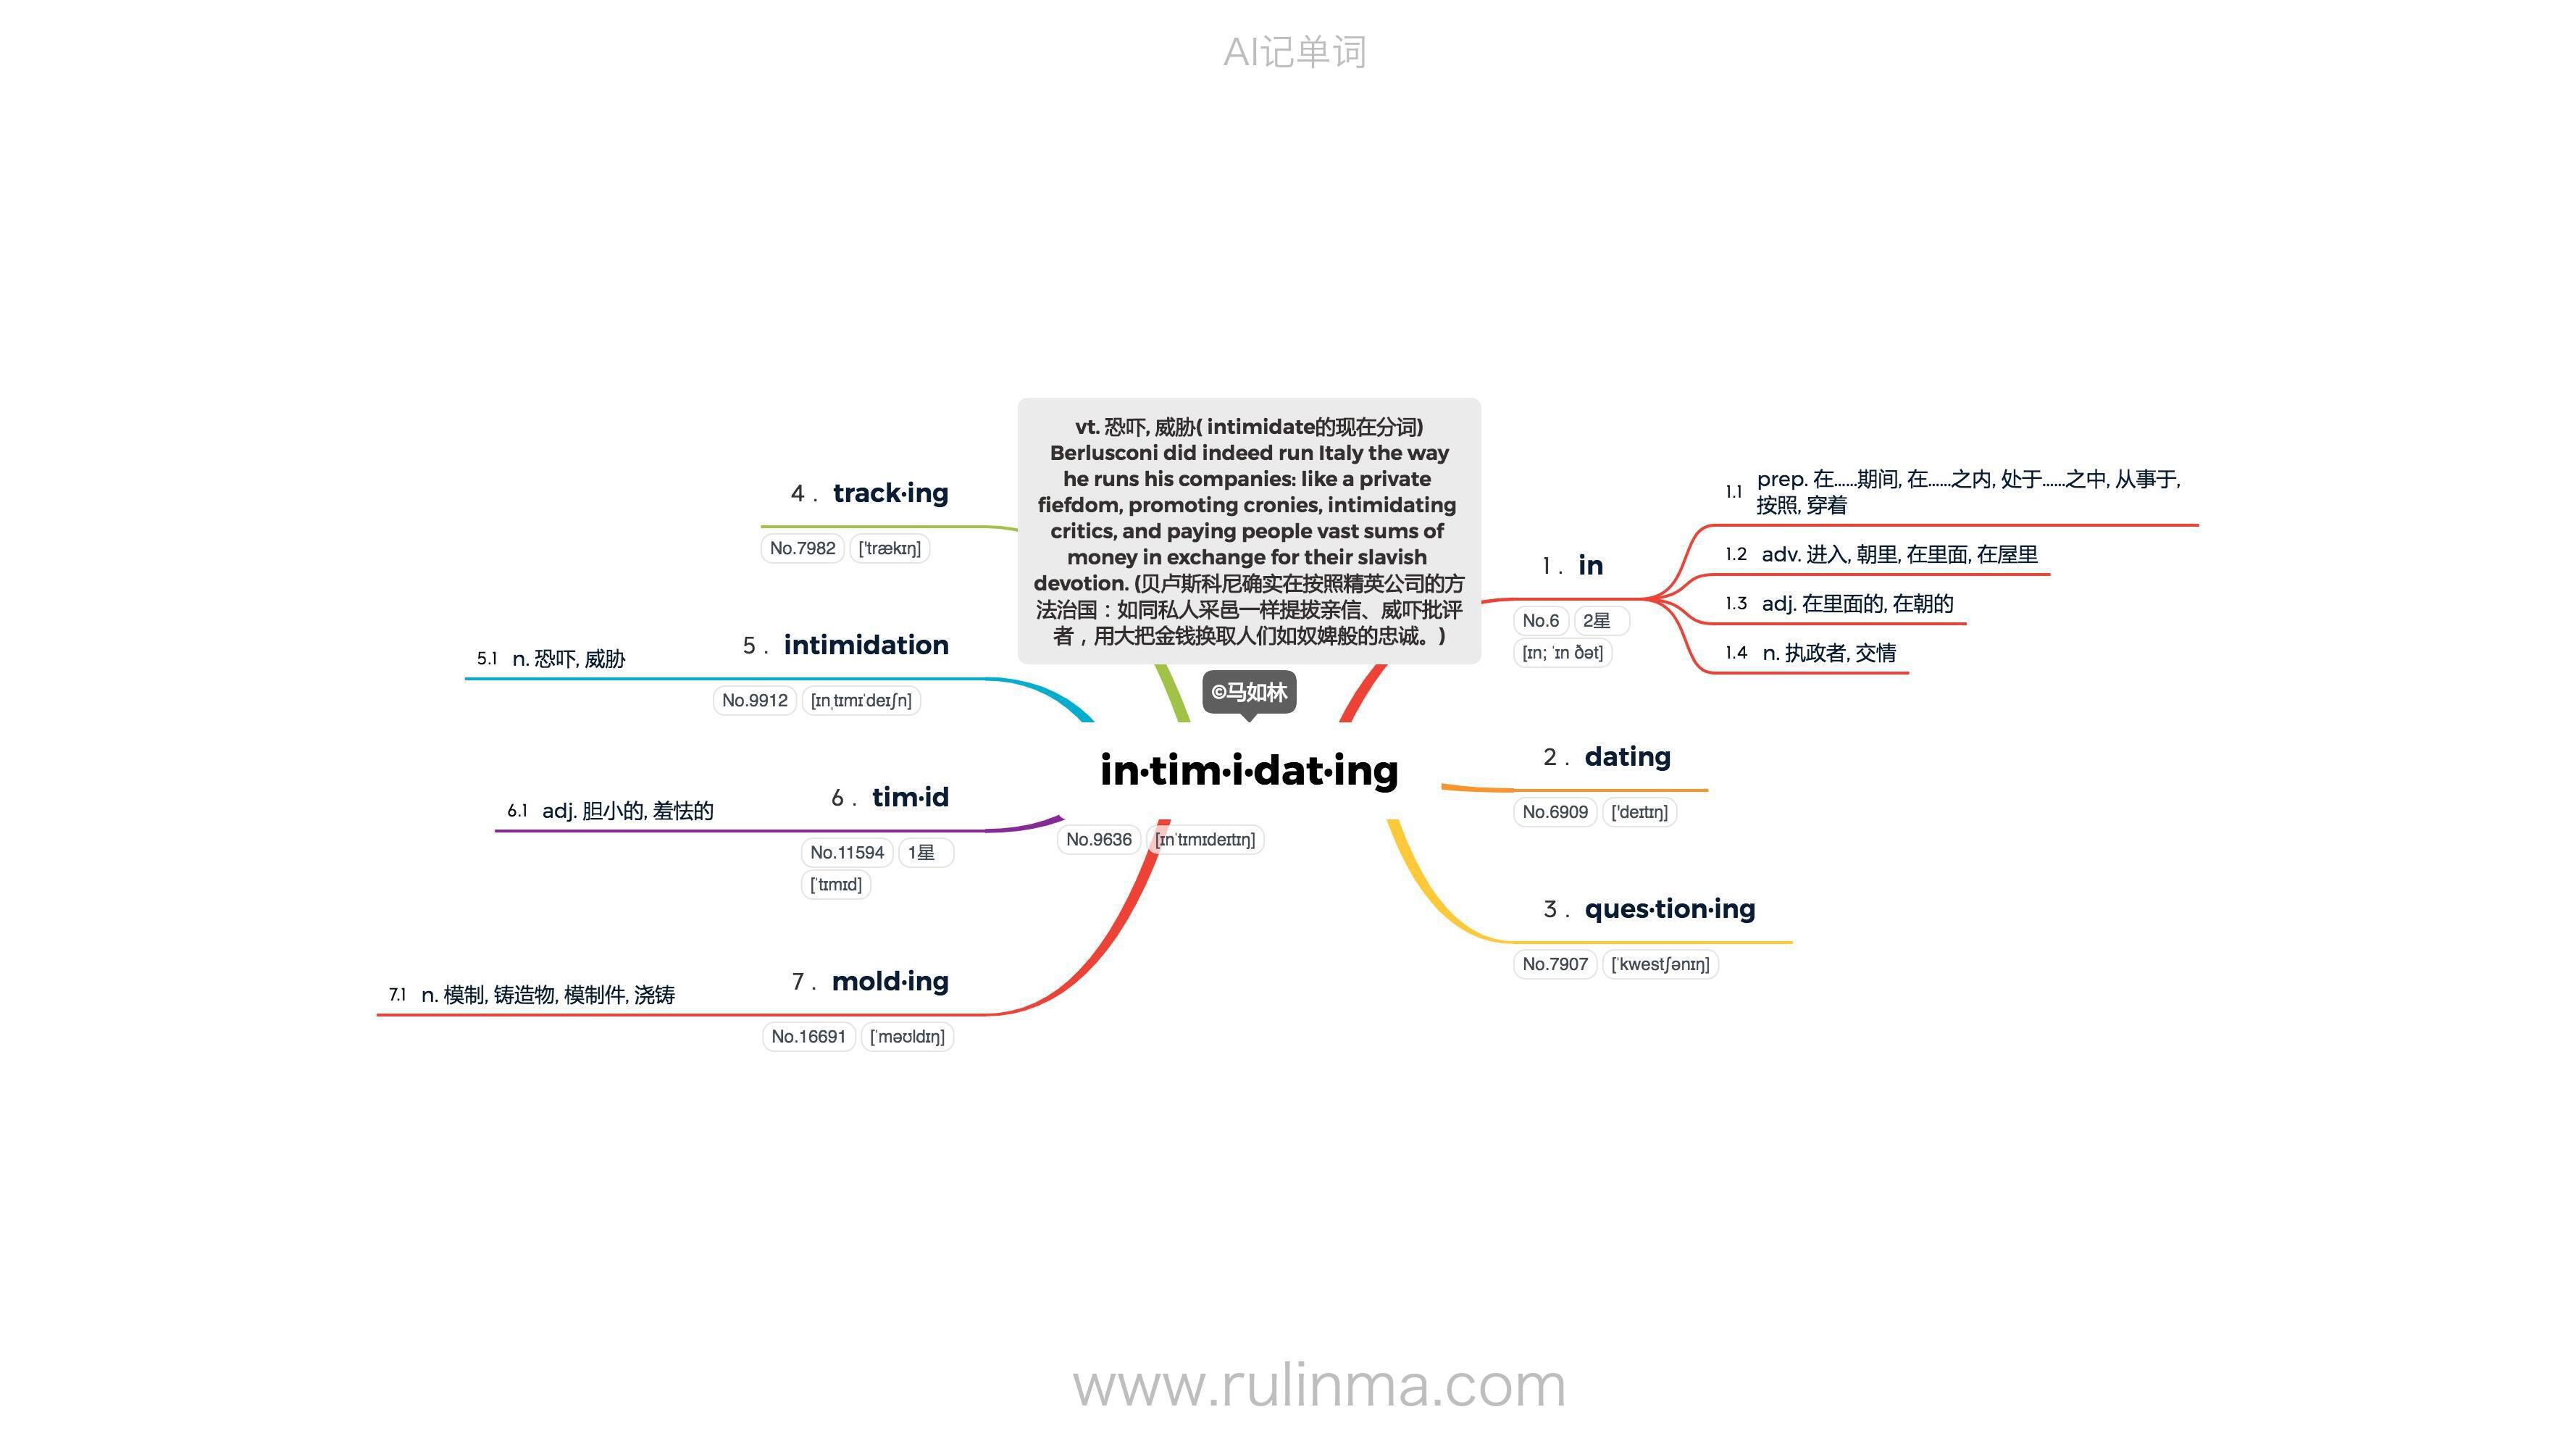 AI记单词
vt. 恐吓, 威胁( intimidate的现在分词)
Berlusconi did indeed run Italy the way
he runs his companies: like a private
fiefdom, promoting cronies, intimidating
critics, and paying people vast sums of
money in exchange for their slavish
devotion. (贝卢斯科尼确实在按照精英公司的方
法治国：如同私人采邑一样提拔亲信、威吓批评
者，用大把金钱换取人们如奴婢般的忠诚。)
©马如林
in·tim·i·dat·ing
No.9636 [ɪnˈtɪmɪdeɪtɪŋ]
1. in
No.6 2星
[ɪn; ˈɪn ðət]
1.1 prep. 在……期间, 在……之内, 处于……之中, 从事于,
按照, 穿着
1.2 adv. 进入, 朝里, 在里面, 在屋里
1.3 adj. 在里面的, 在朝的
1.4 n. 执政者, 交情
2. dating
No.6909 ['deɪtɪŋ]
3. ques·tion·ing
No.7907 [ˈkwestʃənɪŋ]
4. track·ing
No.7982 ['trækɪŋ]
5. intimidation
No.9912 [ɪnˌtɪmɪˈdeɪʃn]
5.1 n. 恐吓, 威胁
6. tim·id
No.11594 1星
[ˈtɪmɪd]
6.1 adj. 胆小的, 羞怯的
7. mold·ing
No.16691 [ˈməʊldɪŋ]
7.1 n. 模制, 铸造物, 模制件, 浇铸
www.rulinma.com